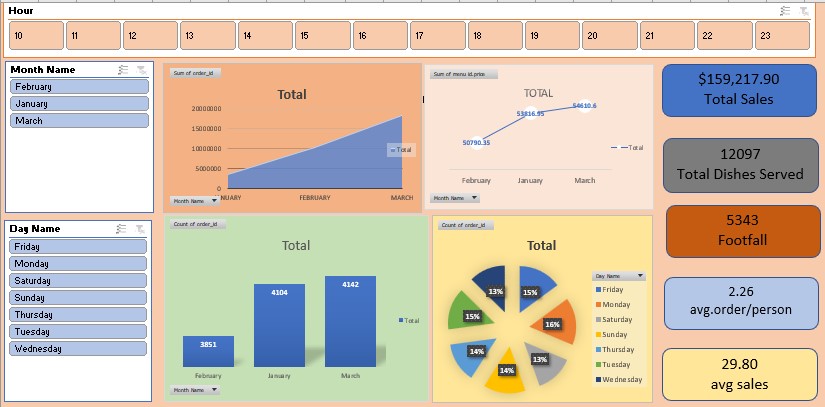 Hour
10 11 12 13 14 15 16 17 18 19 20 21 22 23
Month Name
February
January
March
Day Name
Friday
Monday
Saturday
Sunday
Thursday
Tuesday
Wednesday
Sum of order_id
Total
20000000
15000000
10000000
5000000
0
NUARY FEBRUARY MARCH
Total
Month Name
Sum of menu id.price
TOTAL
50790.35
53816.95
54610.6
February January March
Total
Month Name
Count of order_id
Total
3851
4104
4142
February January March
Total
Month Name
Count of order_id
Total
13% 15%
15% 16%
14% 13%
14%
Day Name
Friday
Monday
Saturday
Sunday
Thursday
Tuesday
Wednesday
$159,217.90
Total Sales
12097
Total Dishes Served
5343
Footfall
2.26
avg.order/person
29.80
avg sales